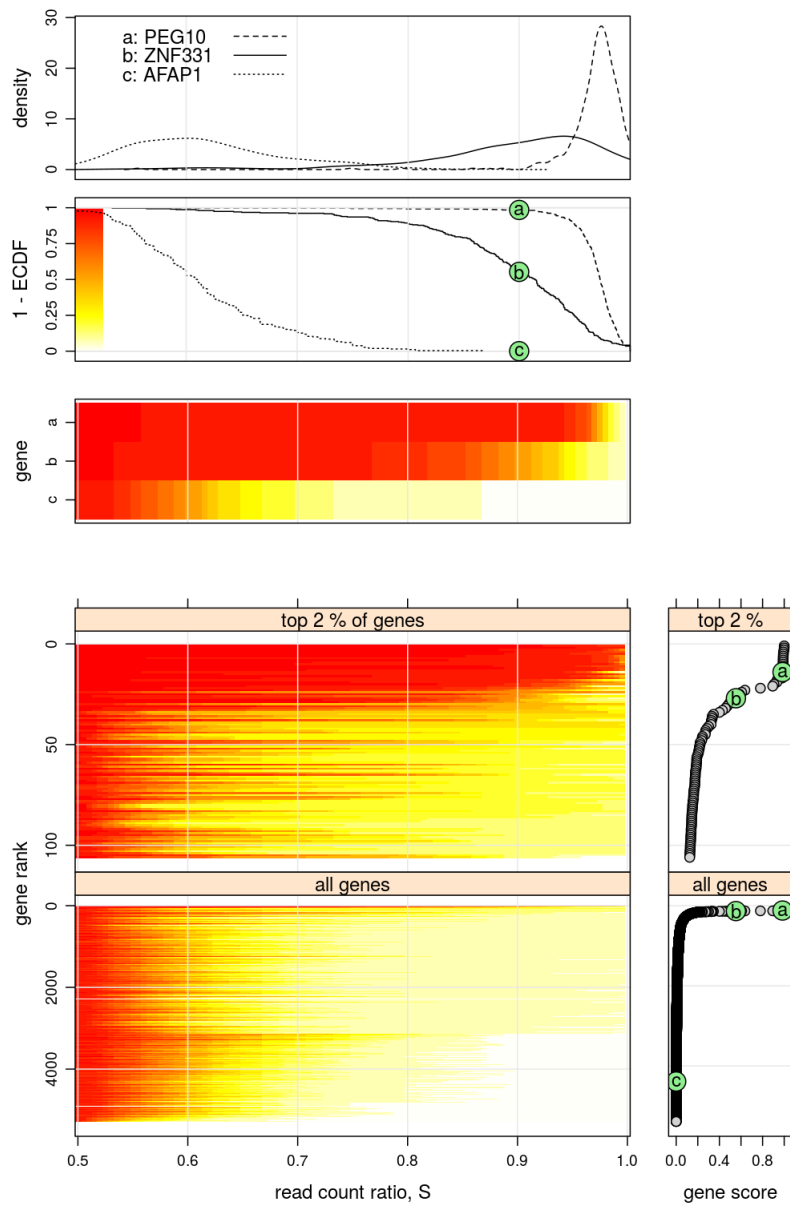 30
20
10
0
density
a: PEG10
b: ZNF331
c: AFAP1
1
0.75
0.5
0.25
0
1 - ECDF
a
b
c
gene
a
b
c
top 2 % of genes
top 2 %
0
50
100
a
b
gene rank
all genes
all genes
0
2000
4000
b
a
c
0.5
0.6
0.7
0.8
0.9
1.0
0.0
0.4
0.8
read count ratio, S
gene score